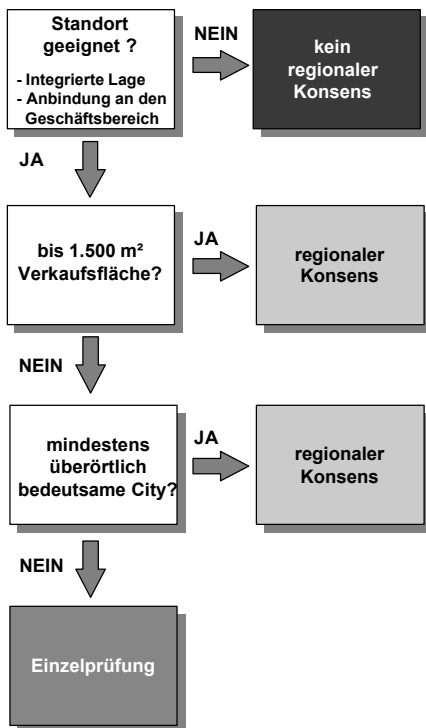 Standort
geeignet ?
- Integrierte Lage
- Anbindung an den
Geschäftsbereich
NEIN
kein
regionaler
Konsens
JA
bis 1.500 m²
Verkaufsfläche?
JA
regionaler
Konsens
NEIN
mindestens
überörtlich
bedeutsame City?
JA
regionaler
Konsens
NEIN
Einzelprüfung